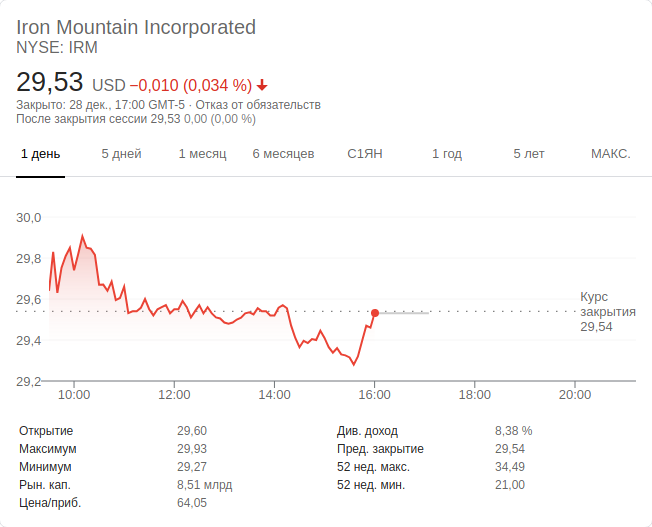 Iron Mountain Incorporated
NYSE: IRM
29,53 USD −0,010 (0,034 %)
Закрыто: 28 дек., 17:00 GMT-5 · Отказ от обязательств
После закрытия сессии 29,53 0,00 (0,00 %)
1 день 5 дней 1 месяц 6 месяцев С1ЯН 1 год 5 лет МАКС.
30,0
29,8
29,6
29,4
29,2
Курс
закрытия
29,54
10:00 12:00 14:00 16:00 18:00 20:00
Открытие 29,60 Див. доход 8,38 %
Максимум 29,93 Пред. закрытие 29,54
Минимум 29,27 52 нед. макс. 34,49
Рын. кап. 8,51 млрд 52 нед. мин. 21,00
Цена/приб. 64,05